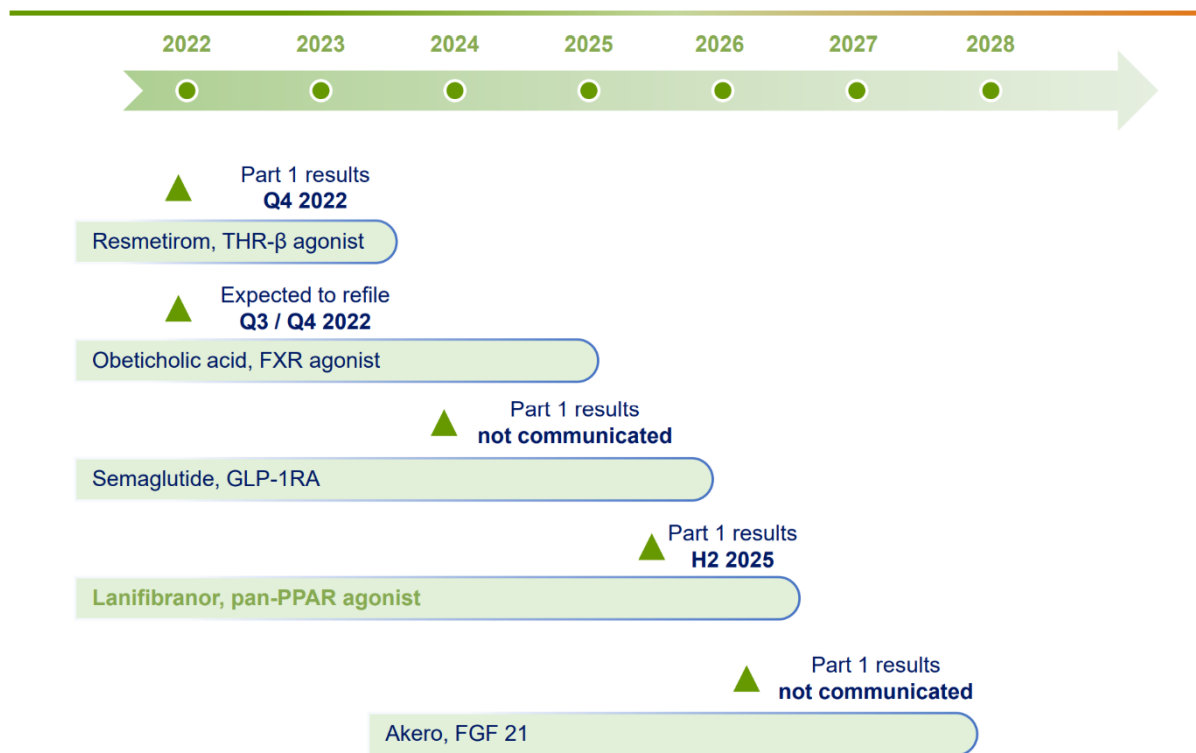 2022 2023 2024 2025 2026 2027 2028
Part 1 results
Q4 2022
Resmetirom, THR-β agonist
Expected to refile
Q3 / Q4 2022
Obeticholic acid, FXR agonist
Part 1 results
not communicated
Semaglutide, GLP-1RA
Part 1 results
H2 2025
Lanifibranor, pan-PPAR agonist
Part 1 results
not communicated
Akero, FGF 21